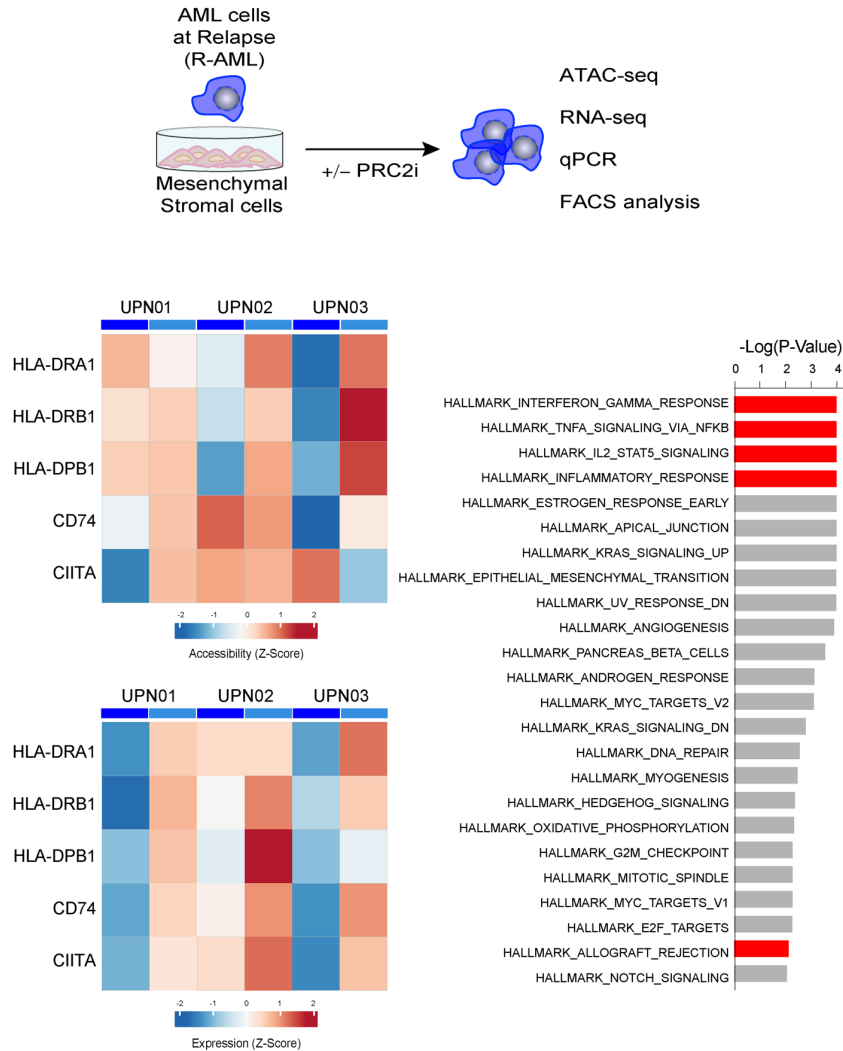 AML cells
at Relapse
(R-AML)
Mesenchymal
Stromal cells
+/− PRC2i
ATAC-seq
RNA-seq
qPCR
FACS analysis
UPN01 UPN02 UPN03
HLA-DRA1
HLA-DRB1
HLA-DPB1
CD74
CIITA
-2 -1 0 1 2
Accessibility (Z-Score)
UPN01 UPN02 UPN03
HLA-DRA1
HLA-DRB1
HLA-DPB1
CD74
CIITA
-2 -1 0 1 2
Expression (Z-Score)
-Log(P-Value)
0 1 2 3 4
HALLMARK_INTERFERON_GAMMA_RESPONSE
HALLMARK_TNFA_SIGNALING_VIA_NFKB
HALLMARK_IL2_STAT5_SIGNALING
HALLMARK_INFLAMMATORY_RESPONSE
HALLMARK_ESTROGEN_RESPONSE_EARLY
HALLMARK_APICAL_JUNCTION
HALLMARK_KRAS_SIGNALING_UP
HALLMARK_EPITHELIAL_MESENCHYMAL_TRANSITION
HALLMARK_UV_RESPONSE_DN
HALLMARK_ANGIOGENESIS
HALLMARK_PANCREAS_BETA_CELLS
HALLMARK_ANDROGEN_RESPONSE
HALLMARK_MYC_TARGETS_V2
HALLMARK_KRAS_SIGNALING_DN
HALLMARK_DNA_REPAIR
HALLMARK_MYOGENESIS
HALLMARK_HEDGEHOG_SIGNALING
HALLMARK_OXIDATIVE_PHOSPHORYLATION
HALLMARK_G2M_CHECKPOINT
HALLMARK_MITOTIC_SPINDLE
HALLMARK_MYC_TARGETS_V1
HALLMARK_E2F_TARGETS
HALLMARK_ALLOGRAFT_REJECTION
HALLMARK_NOTCH_SIGNALING